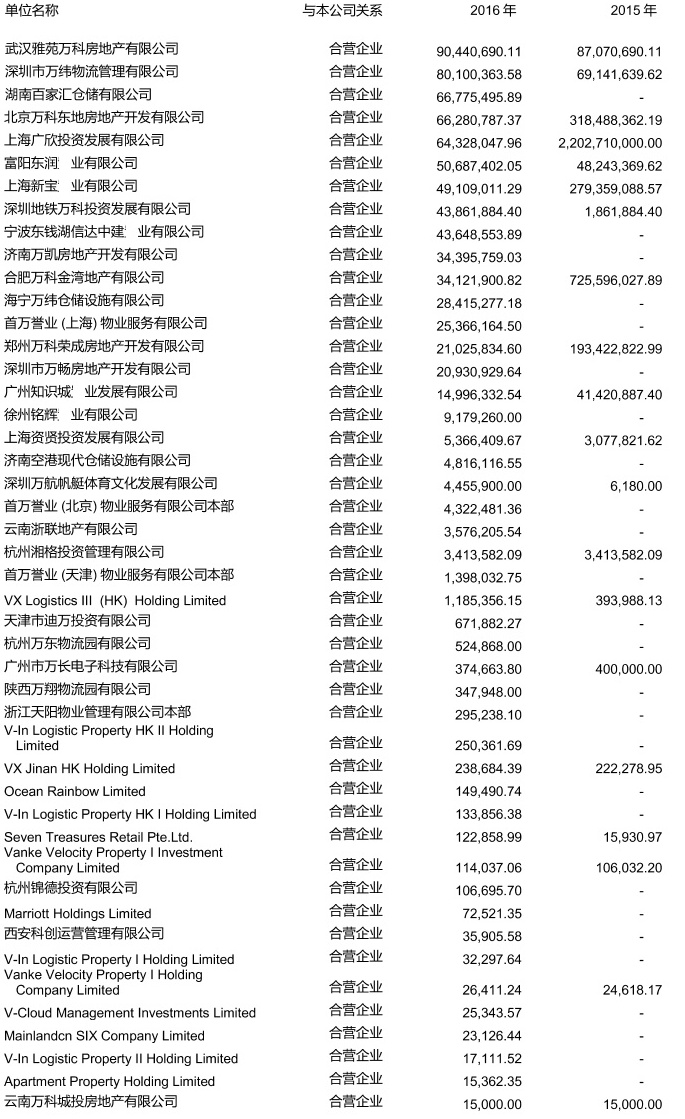 单位名称 与本公司关系 2016 年 2015 年
武汉雅苑万科房地产有限公司 合营企业 90,440,690.11 87,070,690.11
深圳市万纬物流管理有限公司 合营企业 80,100,363.58 69,141,639.62
湖南百家汇仓储有限公司 合营企业 66,775,495.89 -
北京万科东地房地产开发有限公司 合营企业 66,280,787.37 318,488,362.19
上海广欣投资发展有限公司 合营企业 64,328,047.96 2,202,710,000.00
富阳东润 业有限公司 合营企业 50,687,402.05 48,243,369.62
上海新宝 业有限公司 合营企业 49,109,011.29 279,359,088.57
深圳地铁万科投资发展有限公司 合营企业 43,861,884.40 1,861,884.40
宁波东钱湖信达中建 业有限公司 合营企业 43,648,553.89 -
济南万凯房地产开发有限公司 合营企业 34,395,759.03 -
合肥万科金湾地产有限公司 合营企业 34,121,900.82 725,596,027.89
海宁万纬仓储设施有限公司 合营企业 28,415,277.18 -
首万誉业 (上海) 物业服务有限公司 合营企业 25,366,164.50 -
郑州万科荣成房地产开发有限公司 合营企业 21,025,834.60 193,422,822.99
深圳市万畅房地产开发有限公司 合营企业 20,930,929.64 -
广州知识城 业发展有限公司 合营企业 14,996,332.54 41,420,887.40
徐州铭辉 业有限公司 合营企业 9,179,260.00 -
上海资贤投资发展有限公司 合营企业 5,366,409.67 3,077,821.62
济南空港现代仓储设施有限公司 合营企业 4,816,116.55 -
深圳万航帆艇体育文化发展有限公司 合营企业 4,455,900.00 6,180.00
首万誉业 (北京) 物业服务有限公司本部 合营企业 4,322,481.36 -
云南浙联地产有限公司 合营企业 3,576,205.54 -
杭州湘格投资管理有限公司 合营企业 3,413,582.09 3,413,582.09
首万誉业 (天津) 物业服务有限公司本部 合营企业 1,398,032.75 -
VX Logistics III (HK) Holding Limited 合营企业 1,185,356.15 393,988.13
天津市迪万投资有限公司 合营企业 671,882.27 -
杭州万东物流园有限公司 合营企业 524,868.00 -
广州市万长电子科技有限公司 合营企业 374,663.80 400,000.00
陕西万翔物流园有限公司 合营企业 347,948.00 -
浙江天阳物业管理有限公司本部 合营企业 295,238.10 -
V-In Logistic Property HK II Holding
Limited 合营企业 250,361.69 -
VX Jinan HK Holding Limited 合营企业 238,684.39 222,278.95
Ocean Rainbow Limited 合营企业 149,490.74 -
V-In Logistic Property HK I Holding Limited 合营企业 133,856.38 -
Seven Treasures Retail Pte.Ltd. 合营企业 122,858.99 15,930.97
Vanke Velocity Property I Investment
Company Limited 合营企业 114,037.06 106,032.20
杭州锦德投资有限公司 合营企业 106,695.70 -
Marriott Holdings Limited 合营企业 72,521.35 -
西安科创运营管理有限公司 合营企业 35,905.58 -
V-In Logistic Property I Holding Limited 合营企业 32,297.64 -
Vanke Velocity Property I Holding
Company Limited 合营企业 26,411.24 24,618.17
V-Cloud Management Investments Limited 合营企业 25,343.57 -
Mainlandcn SIX Company Limited 合营企业 23,126.44 -
V-In Logistic Property II Holding Limited 合营企业 17,111.52 -
Apartment Property Holding Limited 合营企业 15,362.35 -
云南万科城投房地产有限公司 合营企业 15,000.00 15,000.00